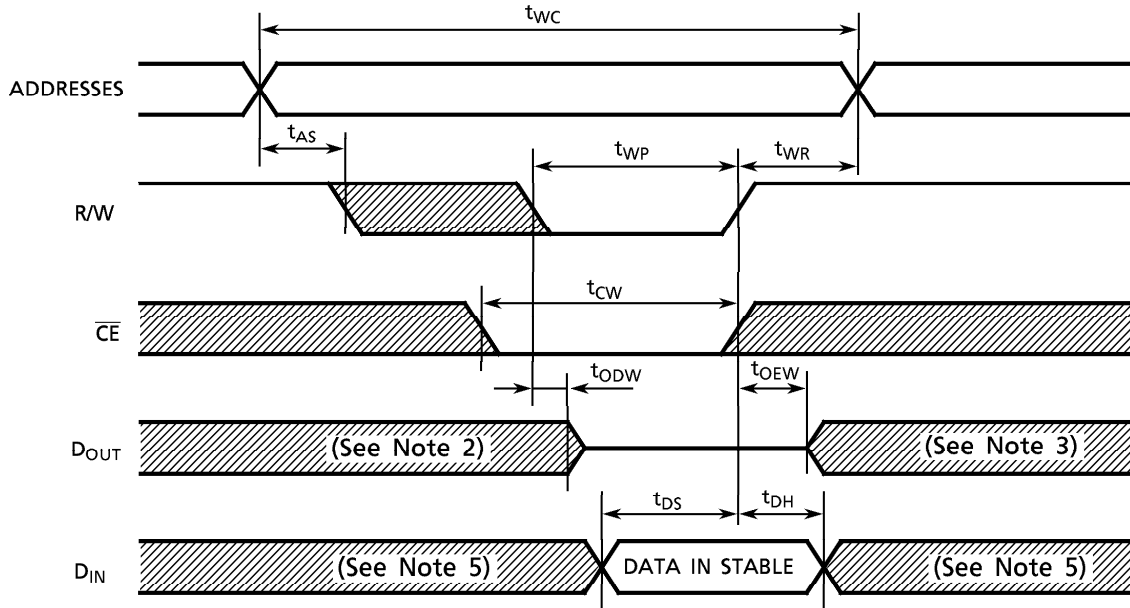 tWC
ADDRESSES
tAS
tWP
tWR
R/W
tCW
CE
tODW
tOEW
DOUT
(See Note 2)
(See Note 3)
tDS
tDH
DIN
(See Note 5)
DATA IN STABLE
(See Note 5)